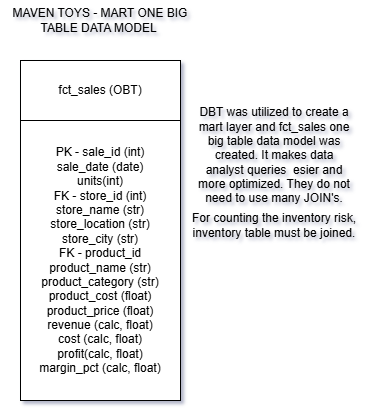 MAVEN TOYS - MART ONE BIG
TABLE DATA MODEL
fct_sales (OBT)
PK - sale_id (int)
sale_date (date)
units(int)
FK - store_id (int)
store_name (str)
store_location (str)
store_city (str)
FK - product_id
product_name (str)
product_category (str)
product_cost (float)
product_price (float)
revenue (calc, float)
cost (calc, float)
profit(calc, float)
margin_pct (calc, float)
DBT was utilized to create a
mart layer and fct_sales one
big table data model was
created. It makes data
analyst queries  esier and
more optimized. They do not
need to use many JOIN's.
For counting the inventory risk,
inventory table must be joined.